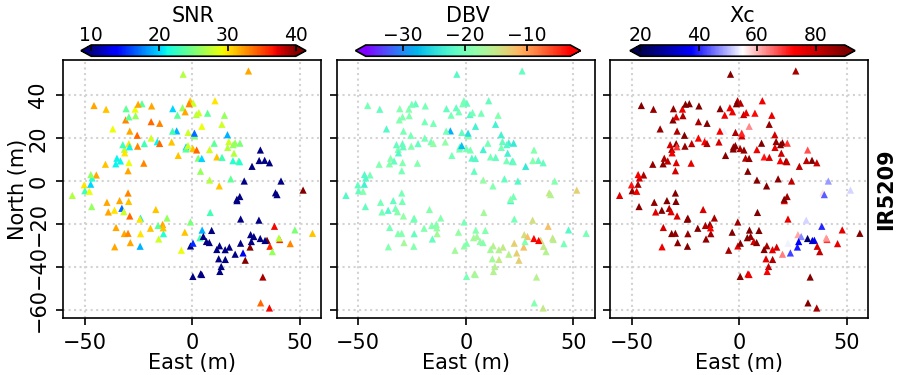 SNR DBV Xc
10 20 30 40 −30 −20 −10 20 40 60 80
North (m)
40
20
0
−20
−40
−60
−50 0 50 −50 0 50 −50 0 50
East (m) East (m) East (m)
IR5209